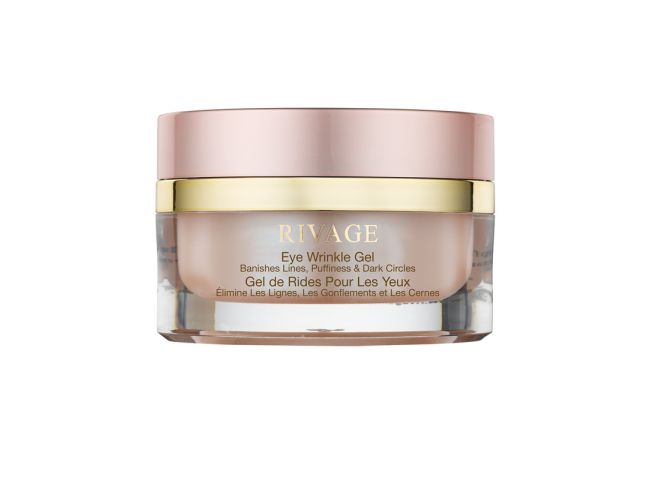 RIVAGE
Eye Wrinkle Gel
Banishes Lines, Puffiness & Dark Circles
Gel de Rides Pour Les Yeux
Élimine Les Lignes, Les Gonflements et Les Cernes